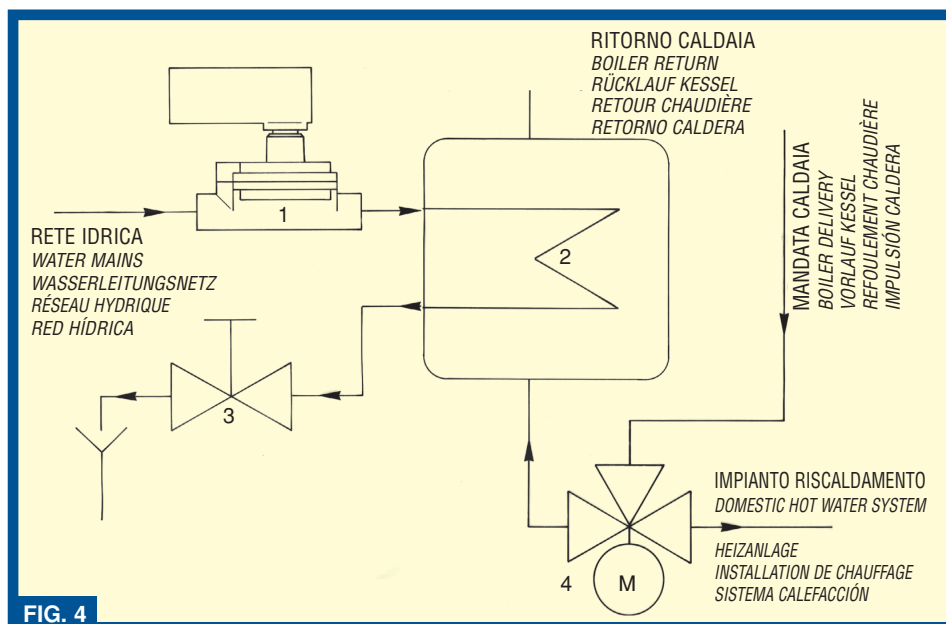 RITORNO CALDAIA
BOILER RETURN
RÜCKLAUF KESSEL
RETOUR CHAUDIÈRE
RETORNO CALDERA
MANDATA CALDAIA
BOILER DELIVERY
VORLAUF KESSEL
REFOULEMENT CHAUDIÈRE
IMPULSIÓN CALDERA
1
RETE IDRICA
WATER MAINS
WASSERLEITUNGSNETZ
RÉSEAU HYDRIQUE
RED HÍDRICA
2
3
IMPIANTO RISCALDAMENTO
DOMESTIC HOT WATER SYSTEM
HEIZANLAGE
INSTALLATION DE CHAUFFAGE
SISTEMA CALEFACCIÓN
4
M
FIG. 4